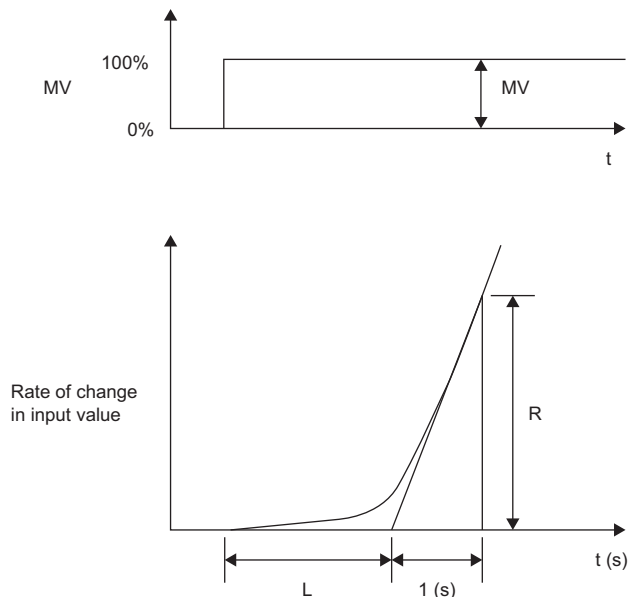 100%
MV
MV
0%
t
Rate of change
in input value
R
t (s)
L
1 (s)